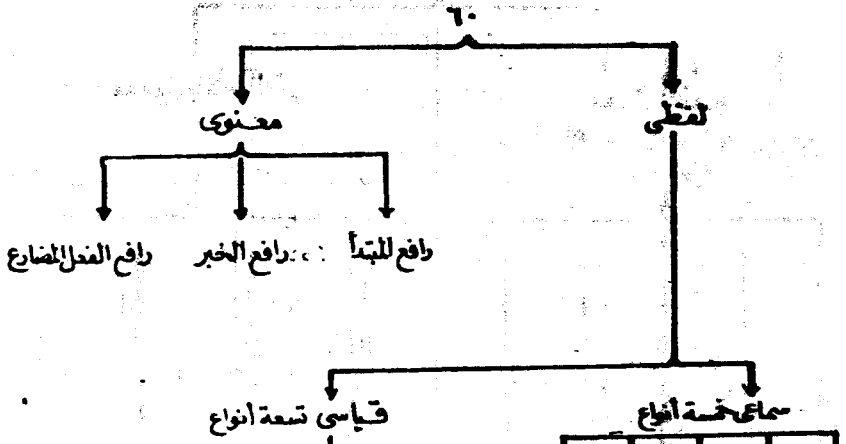 ٦٠
لفظى
معنوى
رافع المبتدأ
رافع الخبر
رافع الفعل المضارع
سماعى خمسة أنواع
قياسى تسعة أنواع